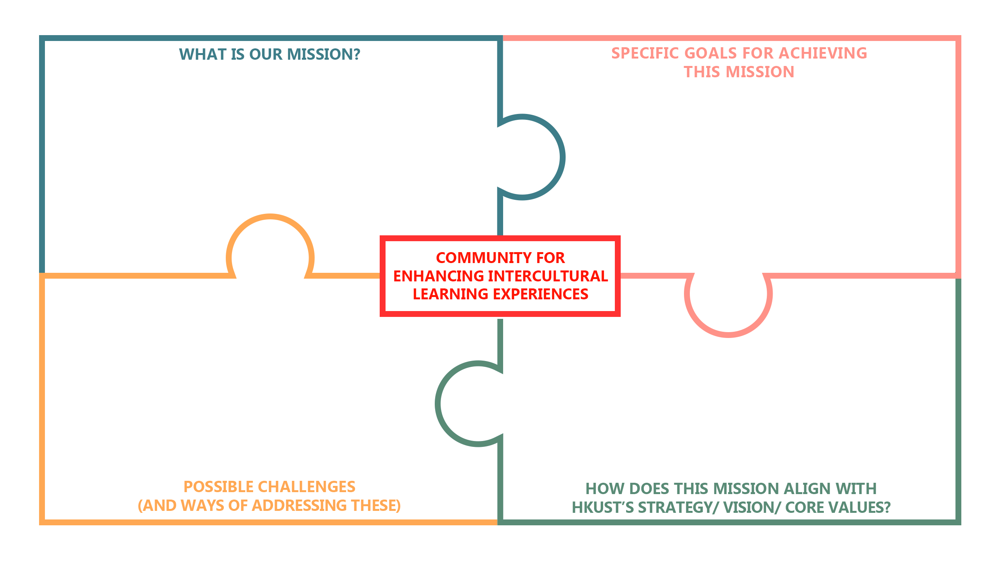 WHAT IS OUR MISSION?
SPECIFIC GOALS FOR ACHIEVING
THIS MISSION
COMMUNITY FOR
ENHANCING INTERCULTURAL
LEARNING EXPERIENCES
POSSIBLE CHALLENGES
(AND WAYS OF ADDRESSING THESE)
HOW DOES THIS MISSION ALIGN WITH
HKUST’S STRATEGY/ VISION/ CORE VALUES?